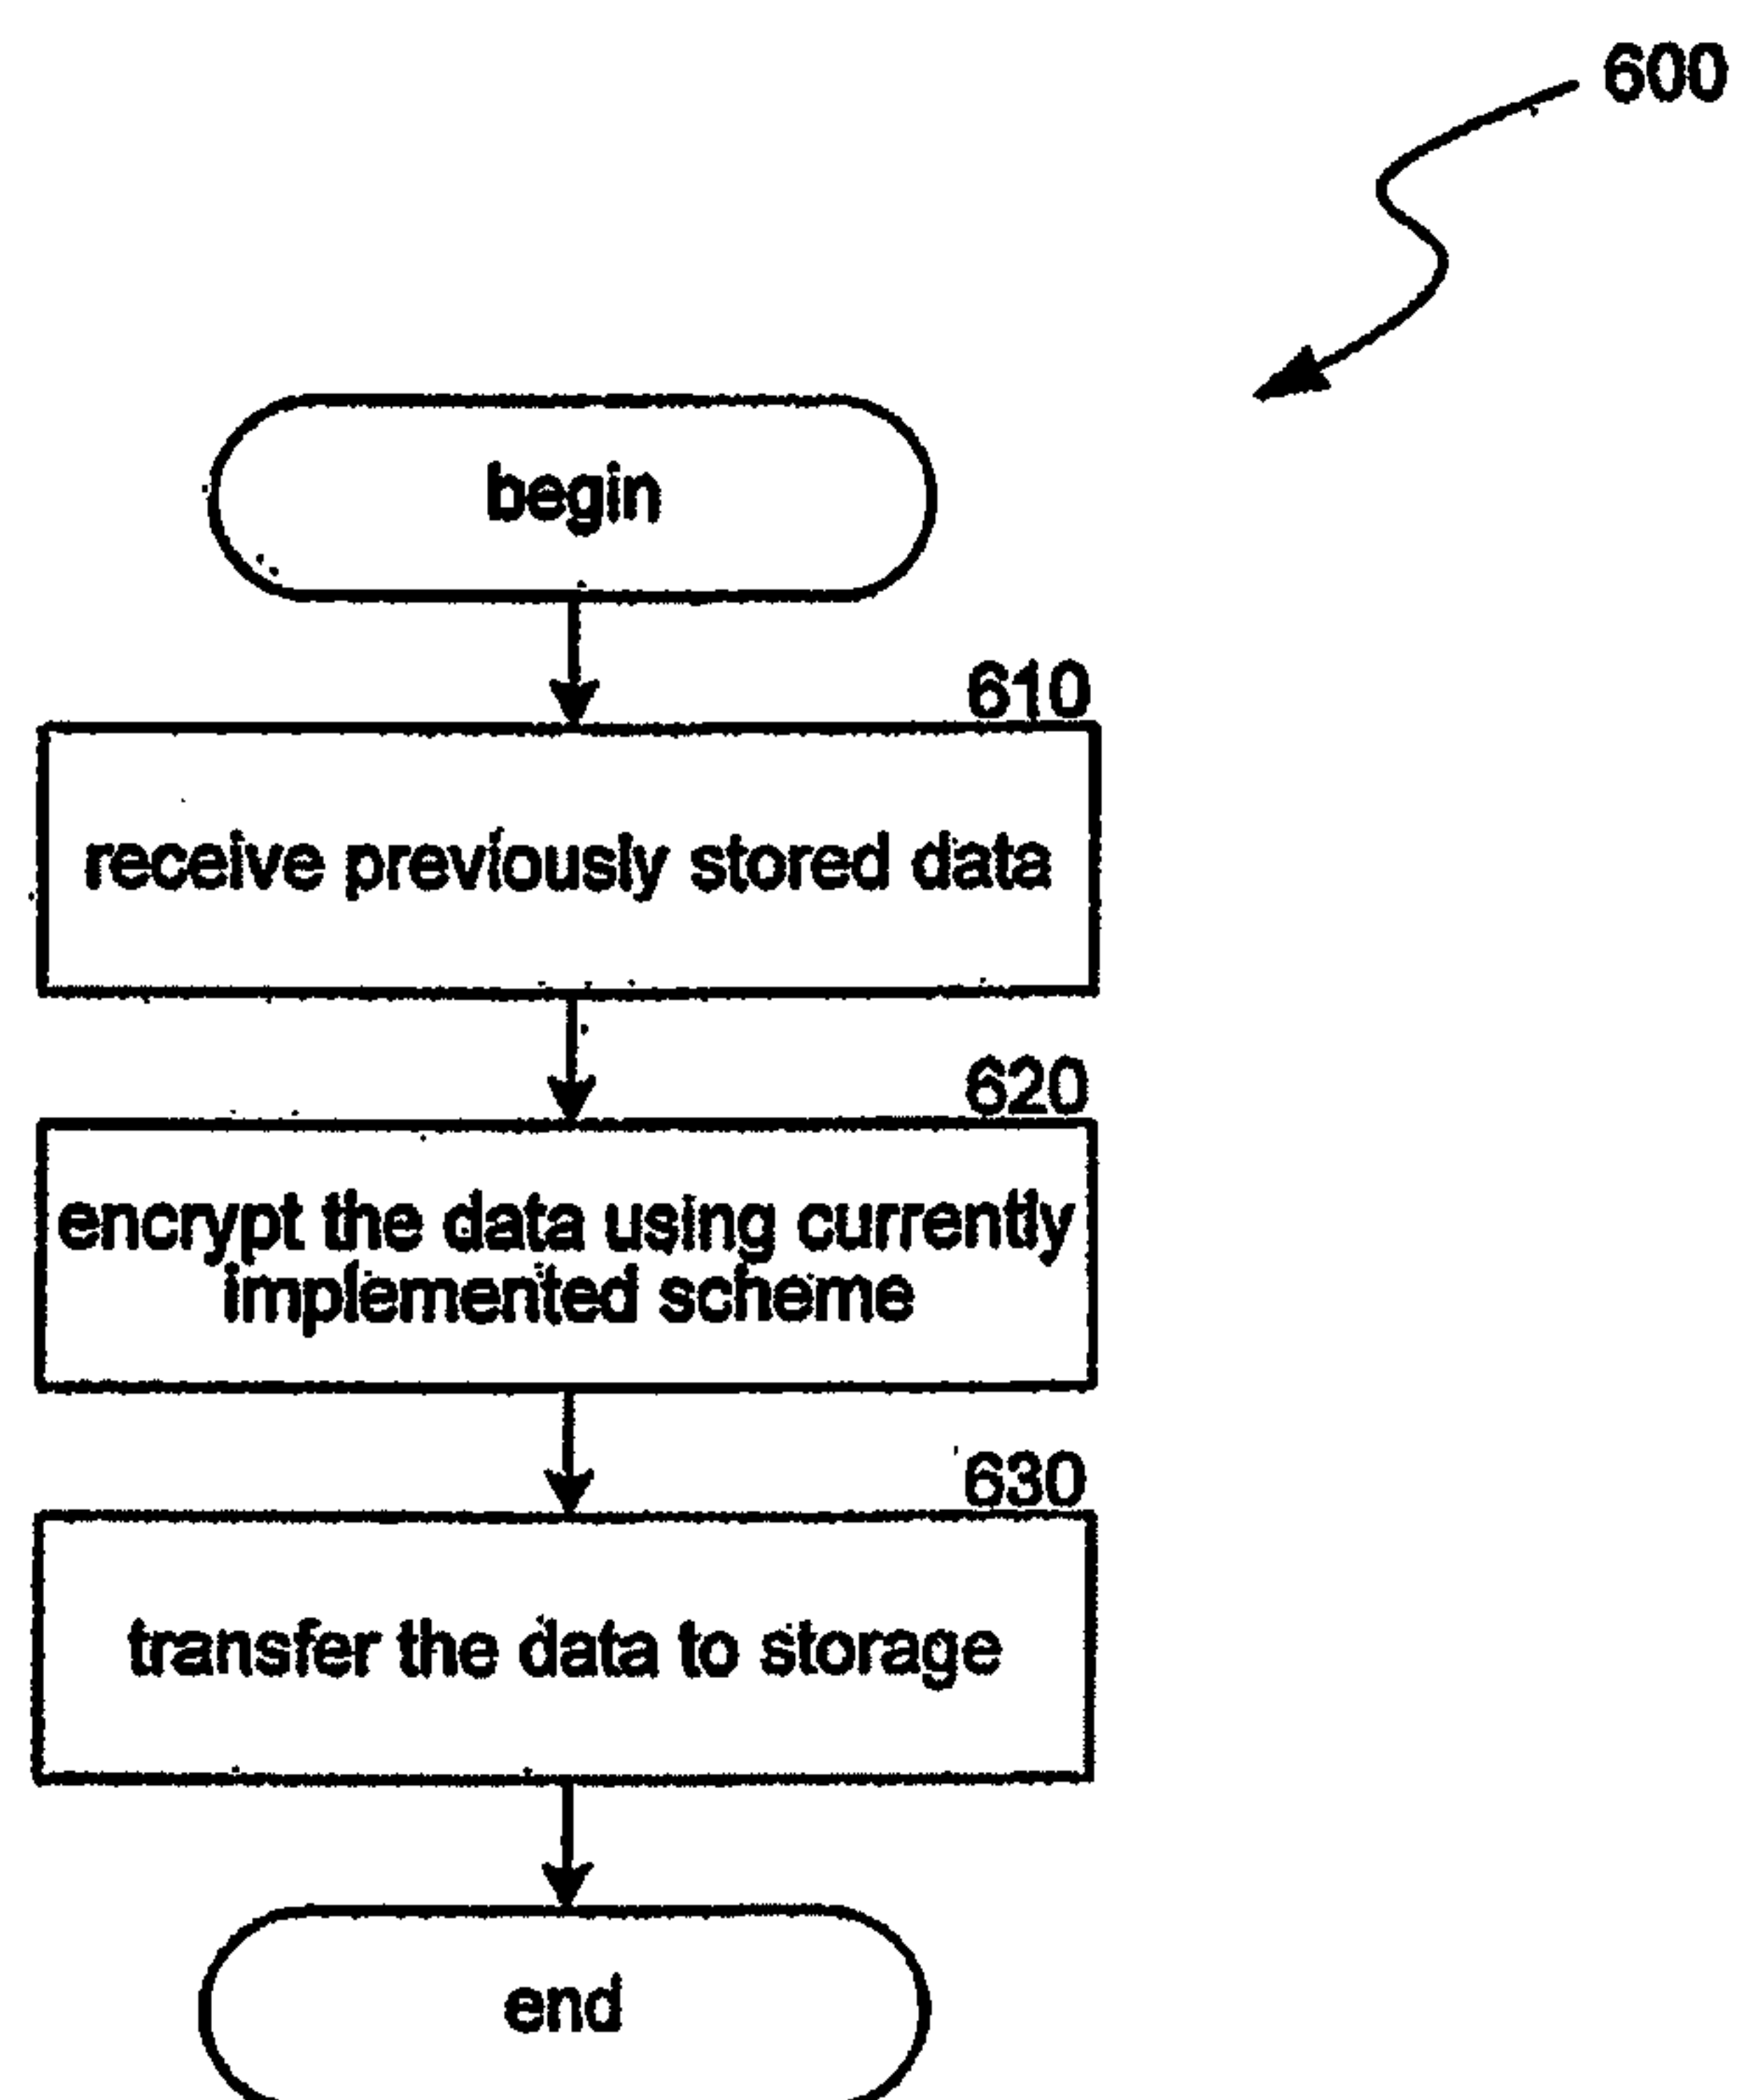 600
begin
610
receive previously stored data
620
encrypt the data using currently
implemented scheme
630
transfer the data to storage
end